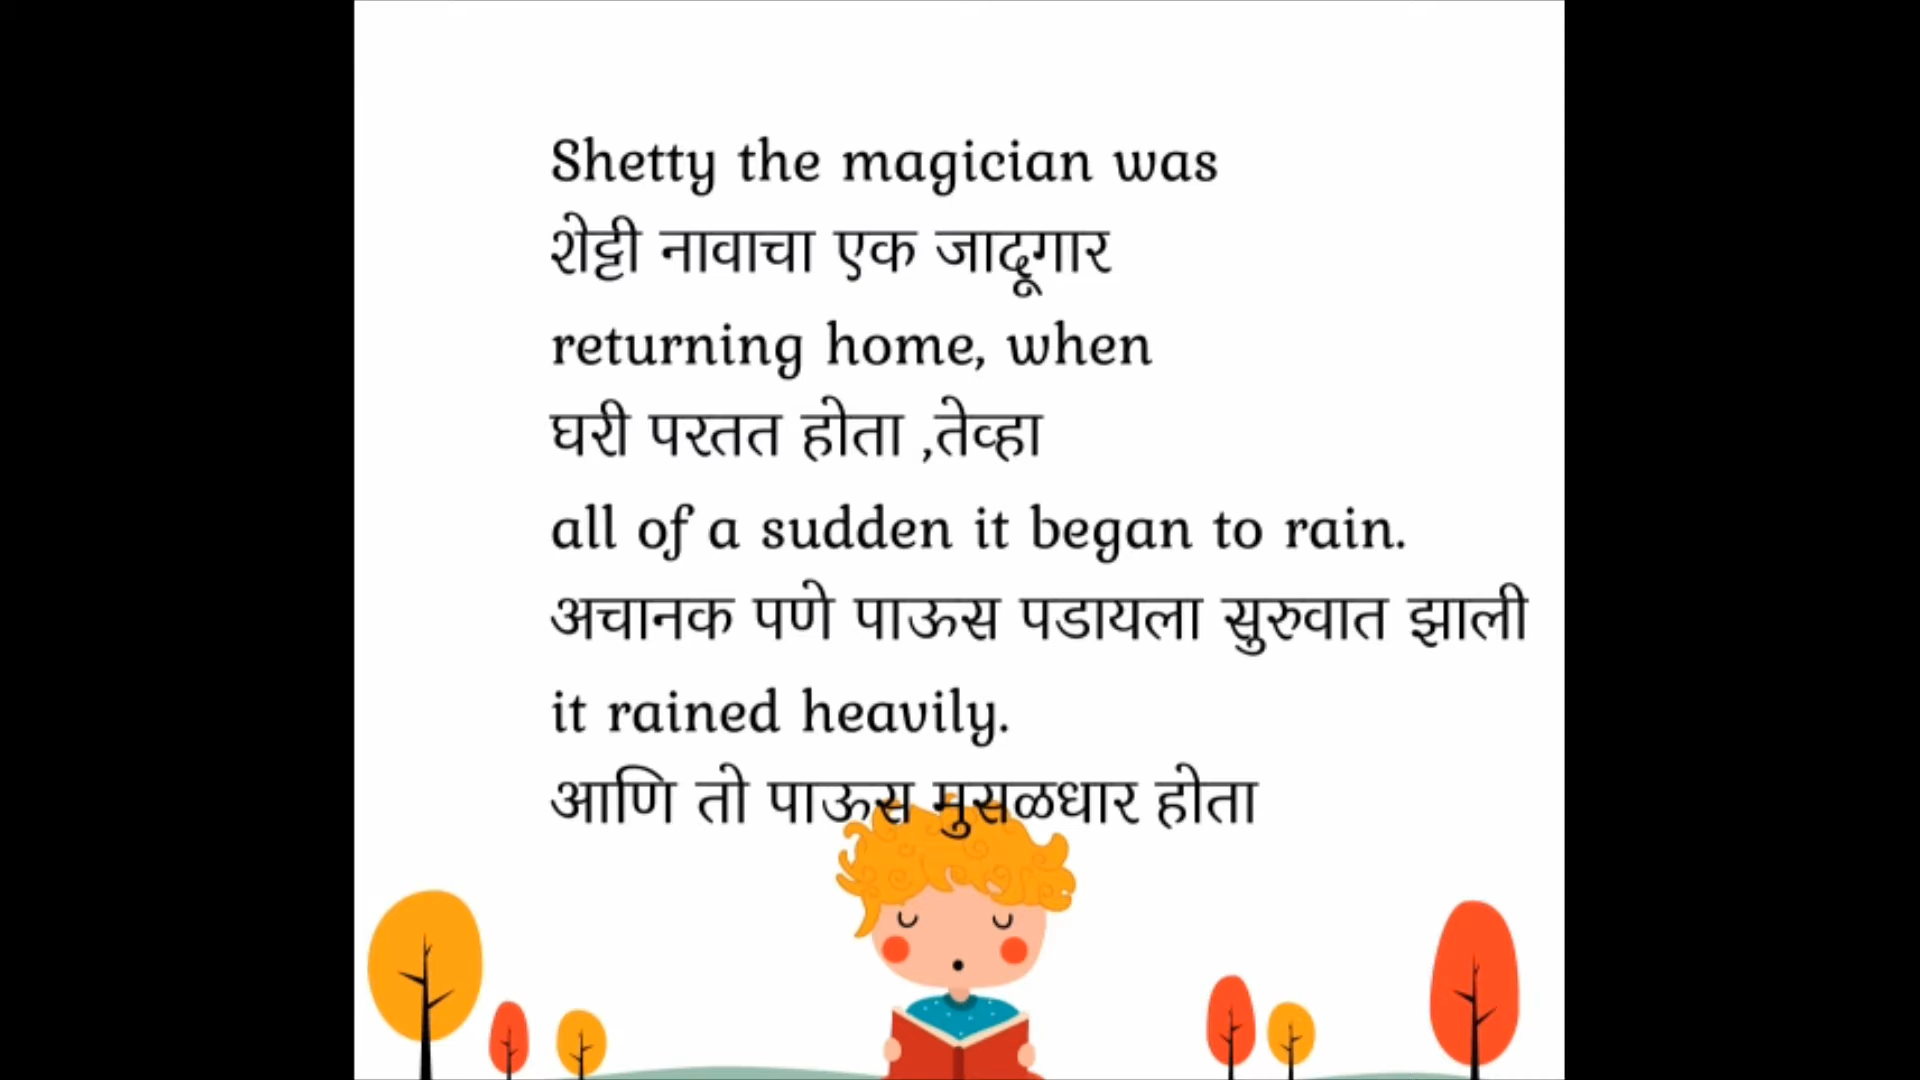 Shetty the magician was
शेट्टी नावाचा एक जादूगार
returning home, when
घरी परतत होता ,तेव्हा
all of a sudden it began to rain.
अचानक पणे पाऊस पडायला सुरुवात झाली
it rained heavily.
आणि तो पाऊस मुसळधार होता